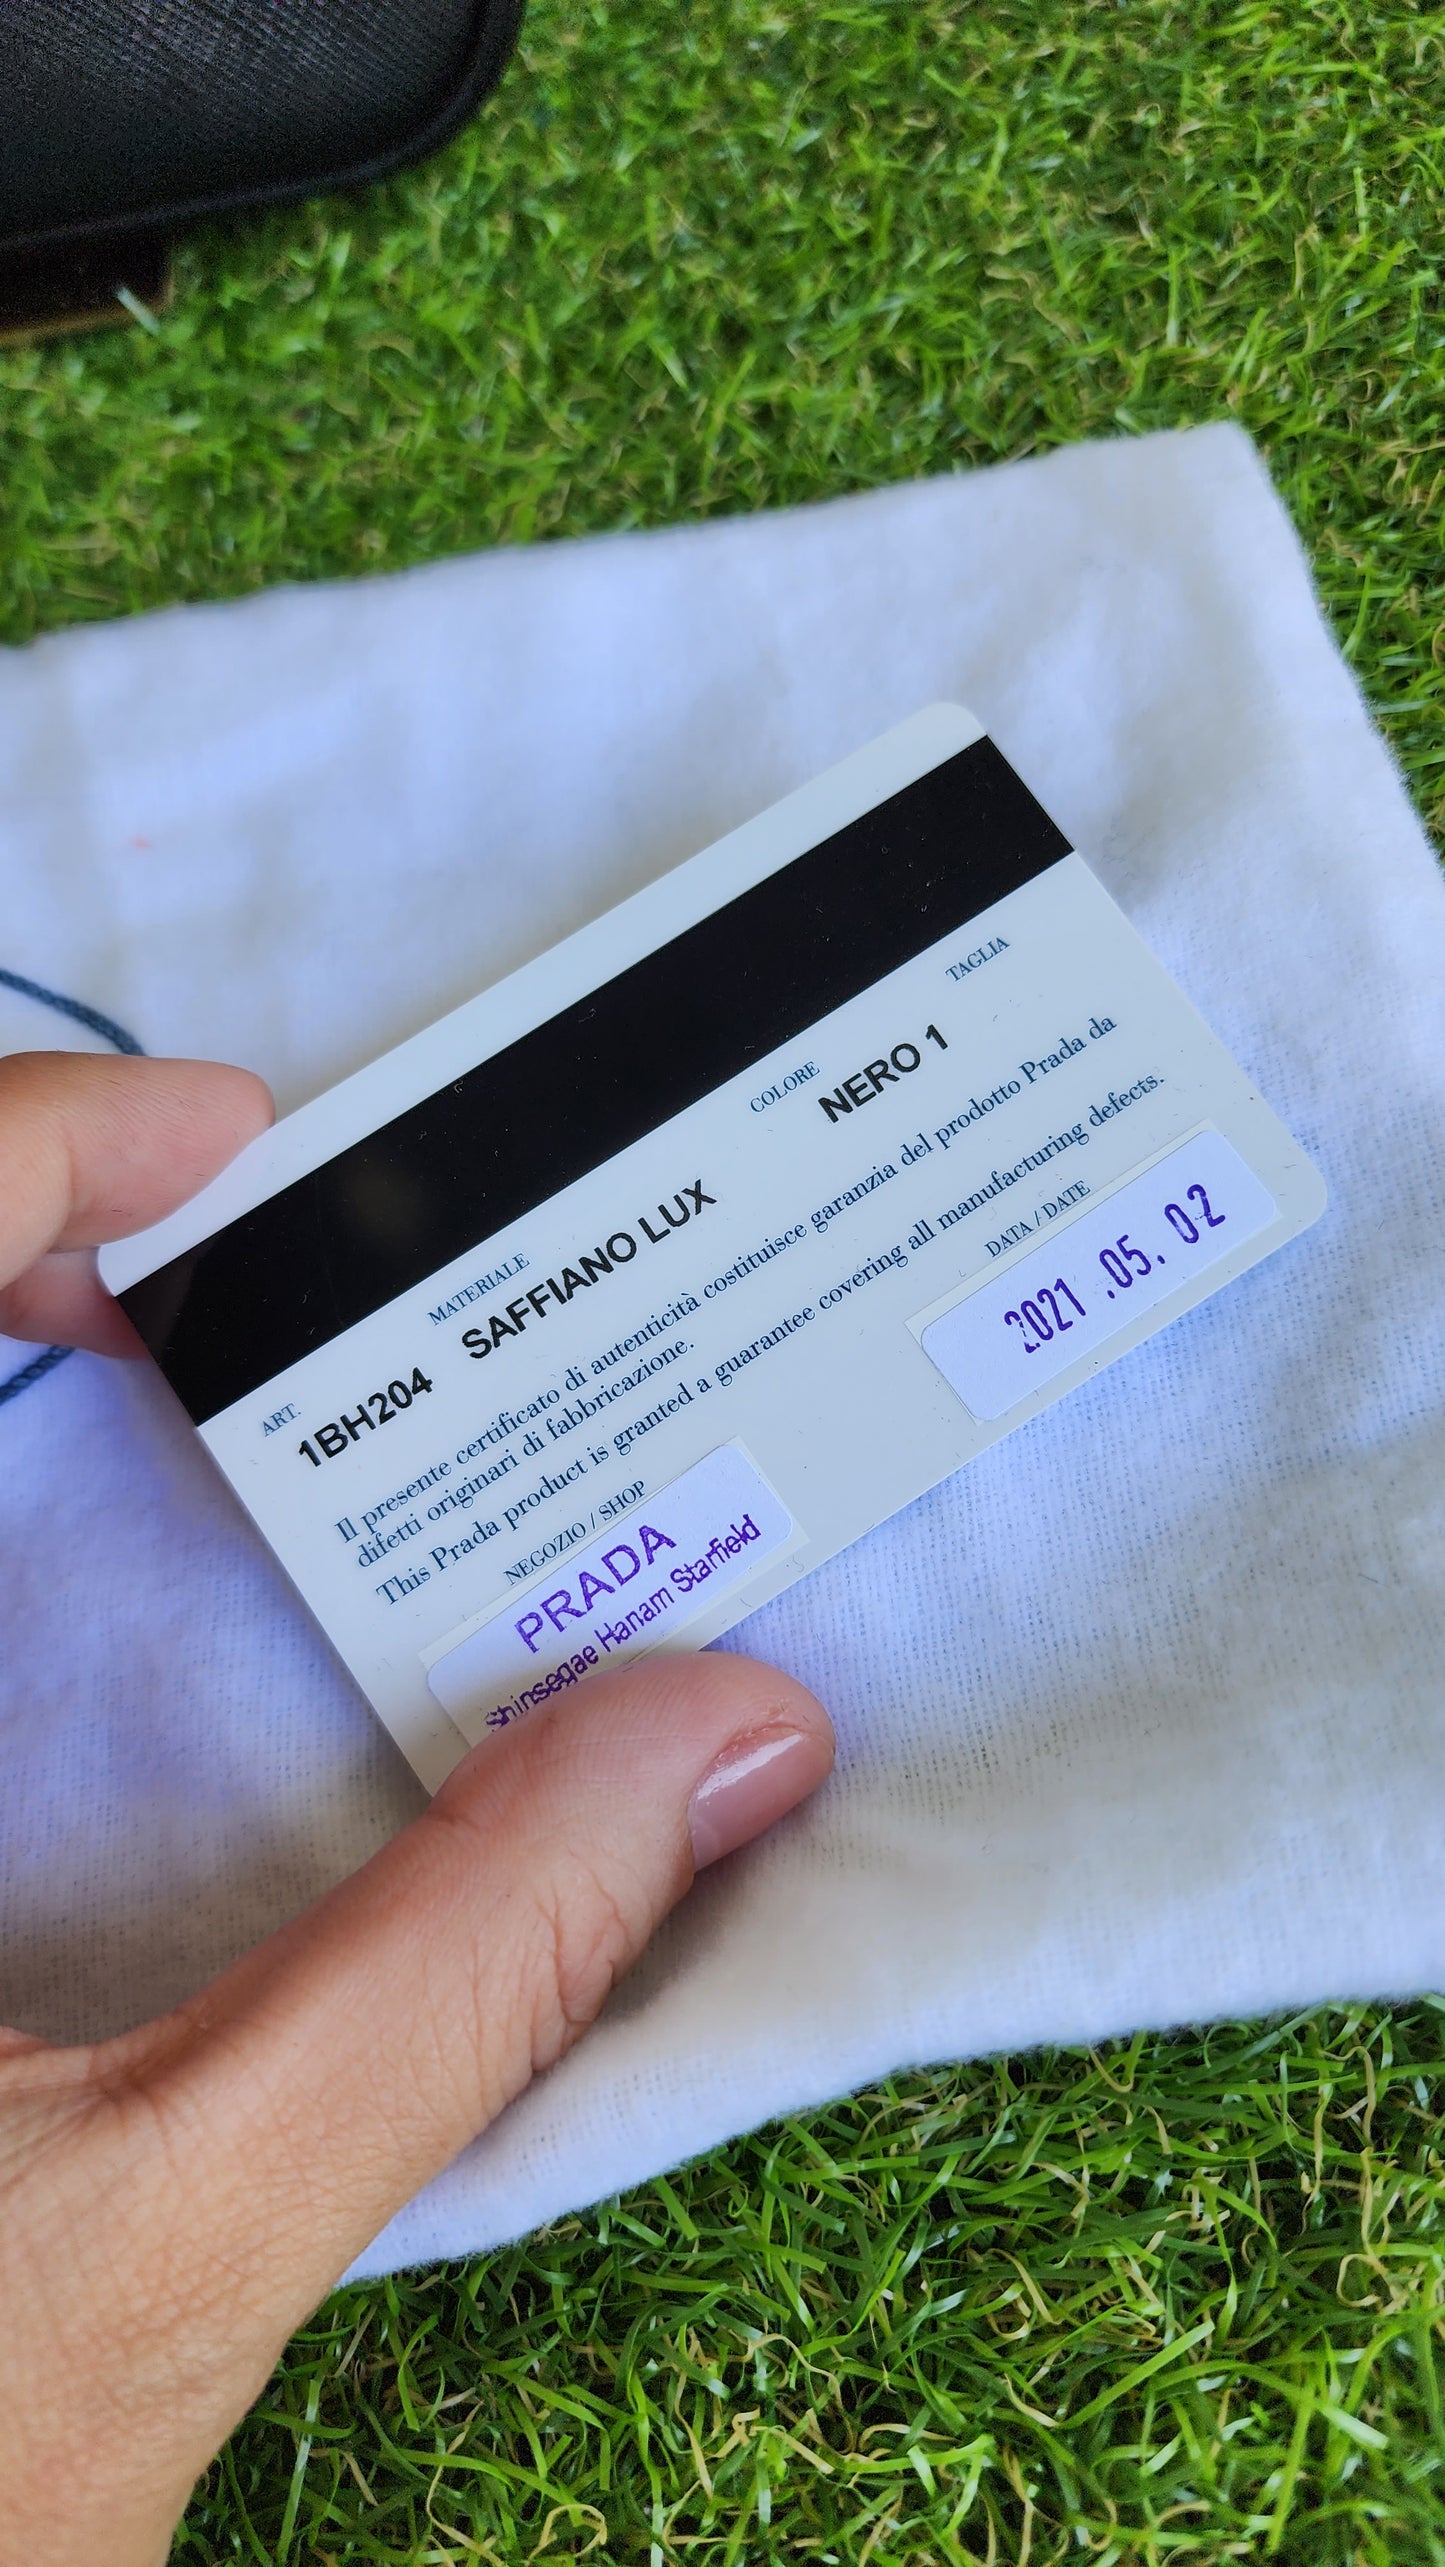 ART. MATERIALE COLORE TAGLIA
1BH204 SAFFIANO LUX NERO 1
Il presente certificato di autenticità costituisce garanzia del prodotto Prada da
difetti originari di fabbricazione.
This Prada product is granted a guarantee covering all manufacturing defects.
NEGOZIO / SHOP
PRADA
Shinsegae Hanam Starfield
DATA / DATE
2021 .05. 02